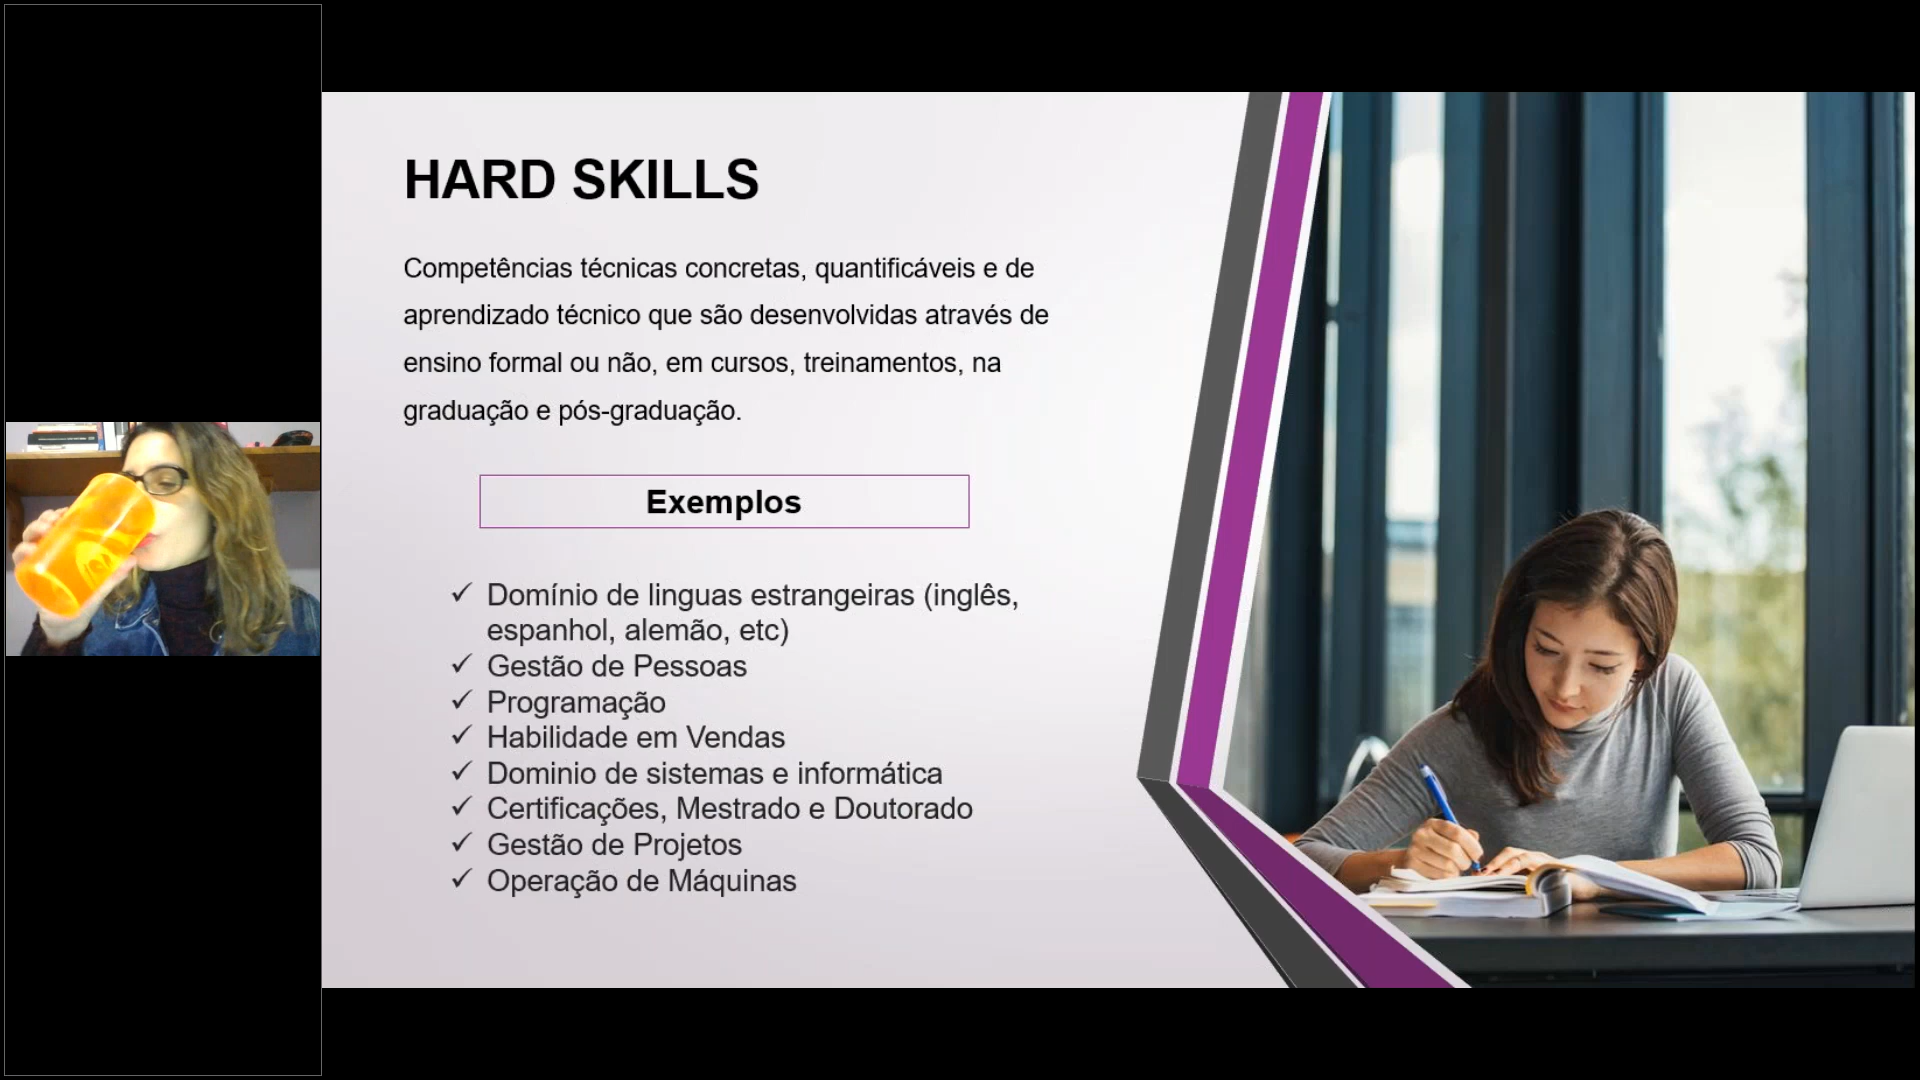 HARD SKILLS
Competências técnicas concretas, quantificáveis e de
aprendizado técnico que são desenvolvidas através de
ensino formal ou não, em cursos, treinamentos, na
graduação e pós-graduação.
Exemplos
✓ Domínio de linguas estrangeiras (inglês,
espanhol, alemão, etc)
✓ Gestão de Pessoas
✓ Programação
✓ Habilidade em Vendas
✓ Dominio de sistemas e informática
✓ Certificações, Mestrado e Doutorado
✓ Gestão de Projetos
✓ Operação de Máquinas